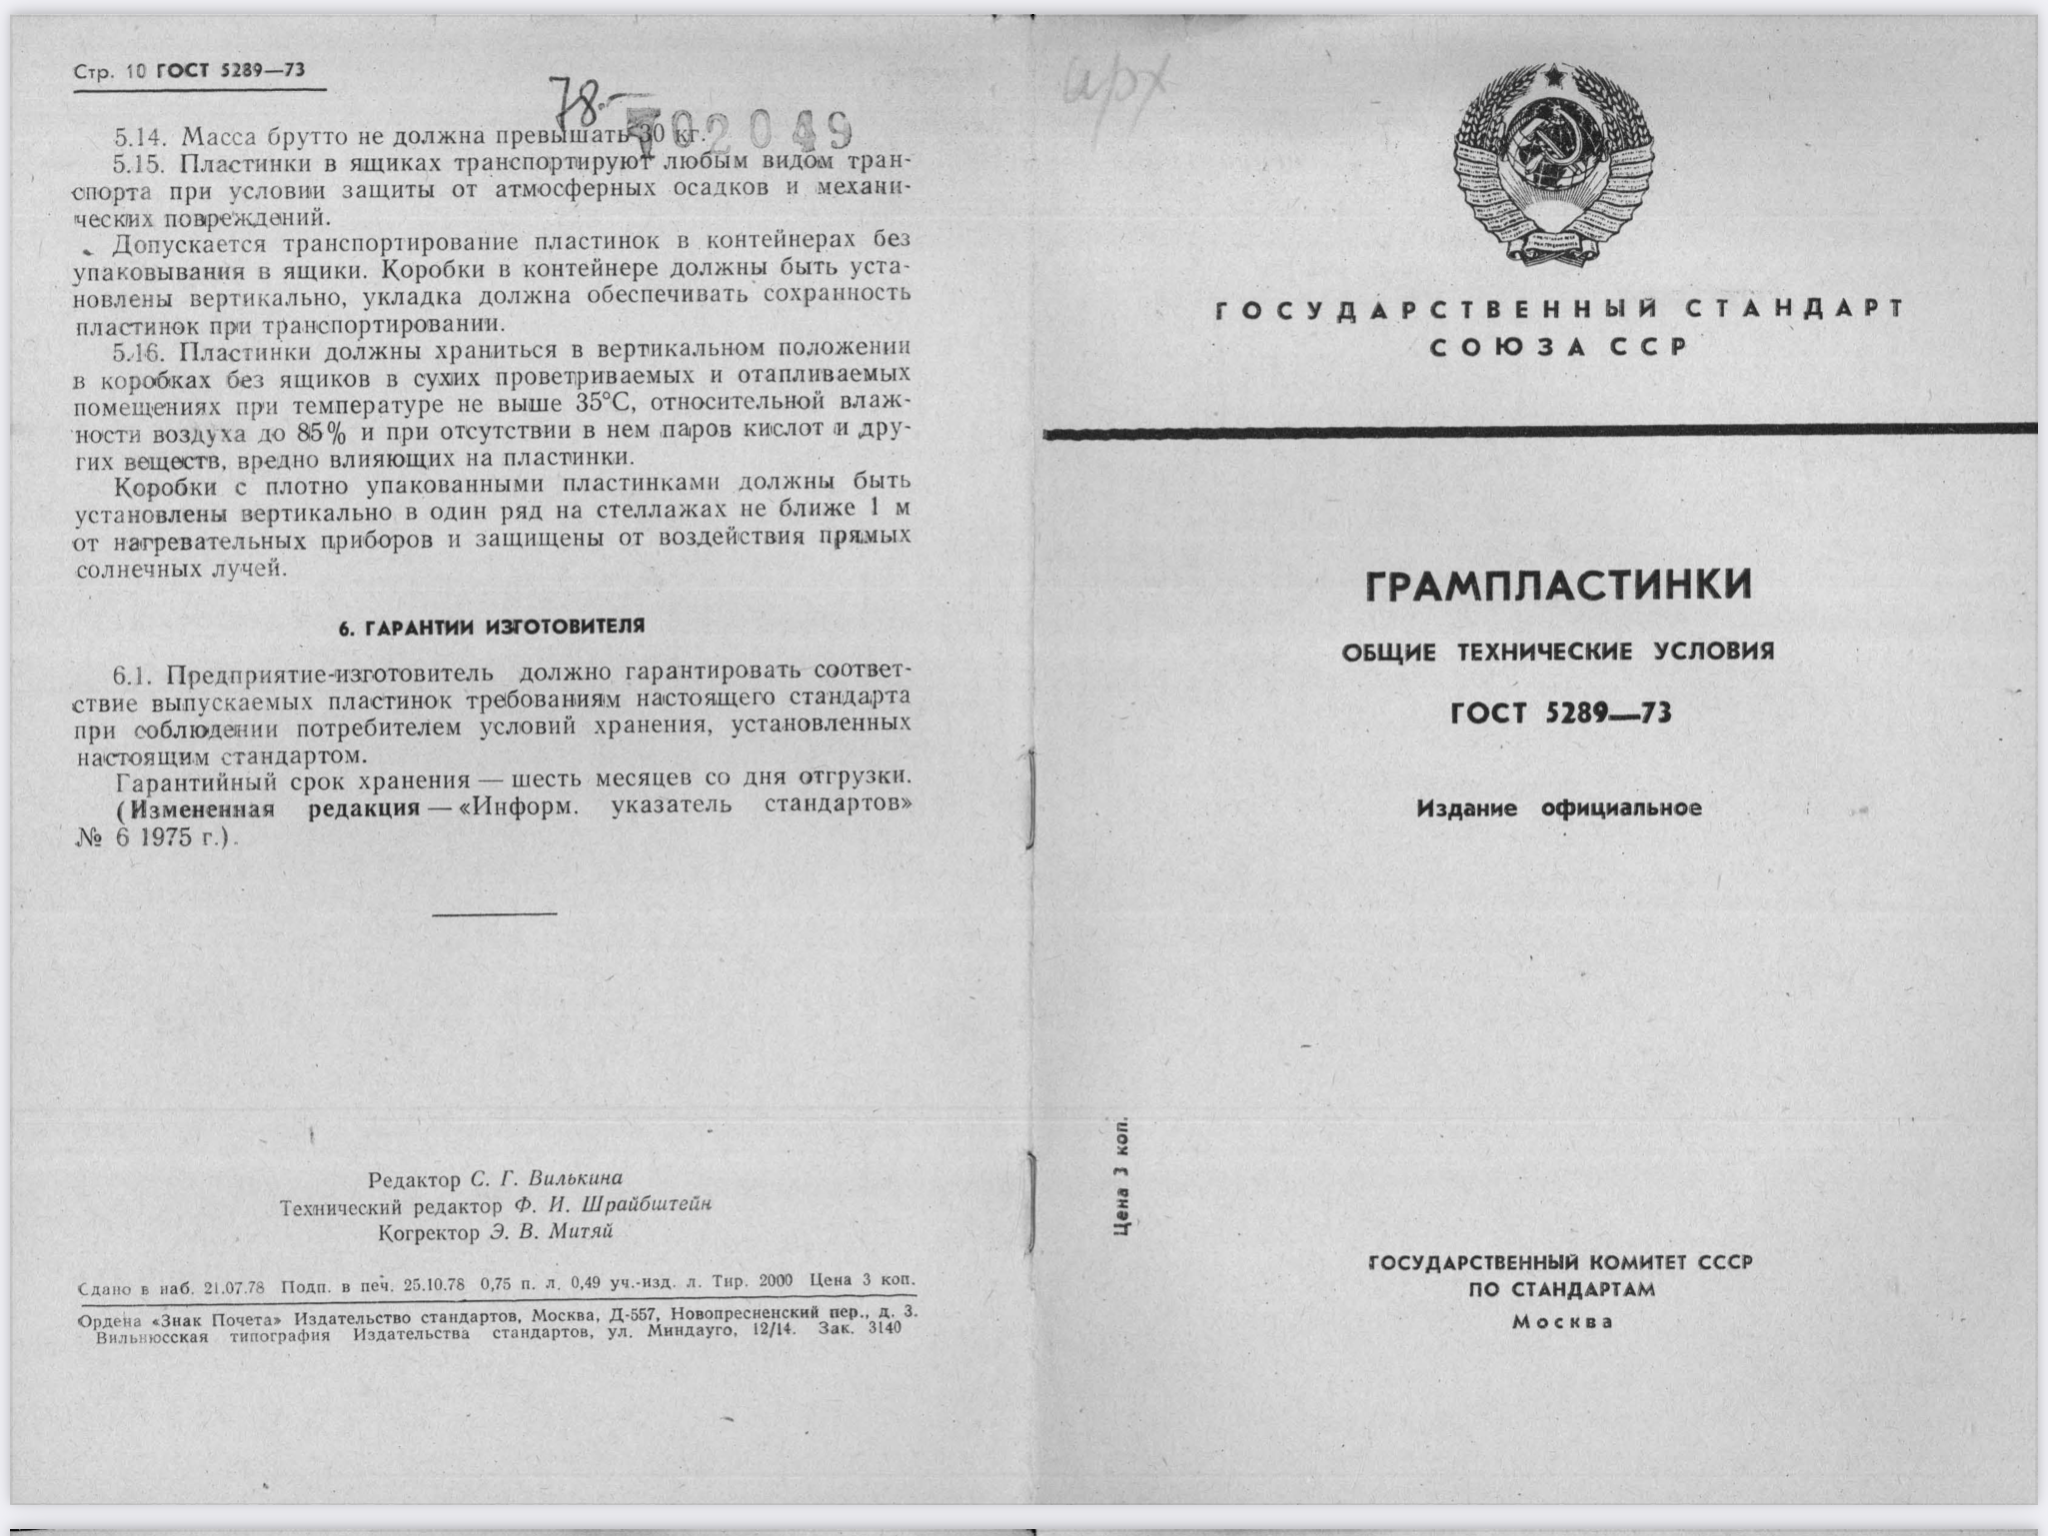 Стр. 10 ГОСТ 5289—73
78.—
702049
5.14. Масса брутто не должна превышать 30 кг.
5.15. Пластинки в ящиках транспортируют любым видом тран-
спорта при условии защиты от атмосферных осадков и механи-
ческих повреждений.
Допускается транспортирование пластинок в контейнерах без
упаковывания в ящики. Коробки в контейнере должны быть уста-
новлены вертикально, укладка должна обеспечивать сохранность
пластинок при транспортировании.
5.16. Пластинки должны храниться в вертикальном положении
в коробках без ящиков в сухих проветриваемых и отапливаемых
помещениях при температуре не выше 35°С, относительной влаж-
ности воздуха до 85% и при отсутствии в нем паров кислот и дру-
гих веществ, вредно влияющих на пластинки.
Коробки с плотно упакованными пластинками должны быть
установлены вертикально в один ряд на стеллажах не ближе 1 м
от нагревательных приборов и защищены от воздействия прямых
солнечных лучей.
6. ГАРАНТИИ ИЗГОТОВИТЕЛЯ
6.1. Предприятие-изготовитель должно гарантировать соответ-
ствие выпускаемых пластинок требованиям настоящего стандарта
при соблюдении потребителем условий хранения, установленных
настоящим стандартом.
Гарантийный срок хранения — шесть месяцев со дня отгрузки.
(Измененная редакция — «Информ. указатель стандартов»
№ 6 1975 г.).
Редактор С. Г. Вилькина
Технический редактор Ф. И. Шрайбштейн
Когректор Э. В. Митяй
Сдано в наб. 21.07.78 Подп. в печ. 25.10.78 0,75 п. л. 0,49 уч.-изд. л. Тир. 2000 Цена 3 коп.
Ордена «Знак Почета» Издательство стандартов, Москва, Д-557, Новопресненский пер., д. 3.
Вильнюсская типография Издательства стандартов, ул. Миндауго, 12/14. Зак. 3140
арх
ГОСУДАРСТВЕННЫЙ СТАНДАРТ
СОЮЗА ССР
ГРАМПЛАСТИНКИ
ОБЩИЕ ТЕХНИЧЕСКИЕ УСЛОВИЯ
ГОСТ 5289—73
Издание официальное
Цена 3 коп.
ГОСУДАРСТВЕННЫЙ КОМИТЕТ СССР
ПО СТАНДАРТАМ
Москва